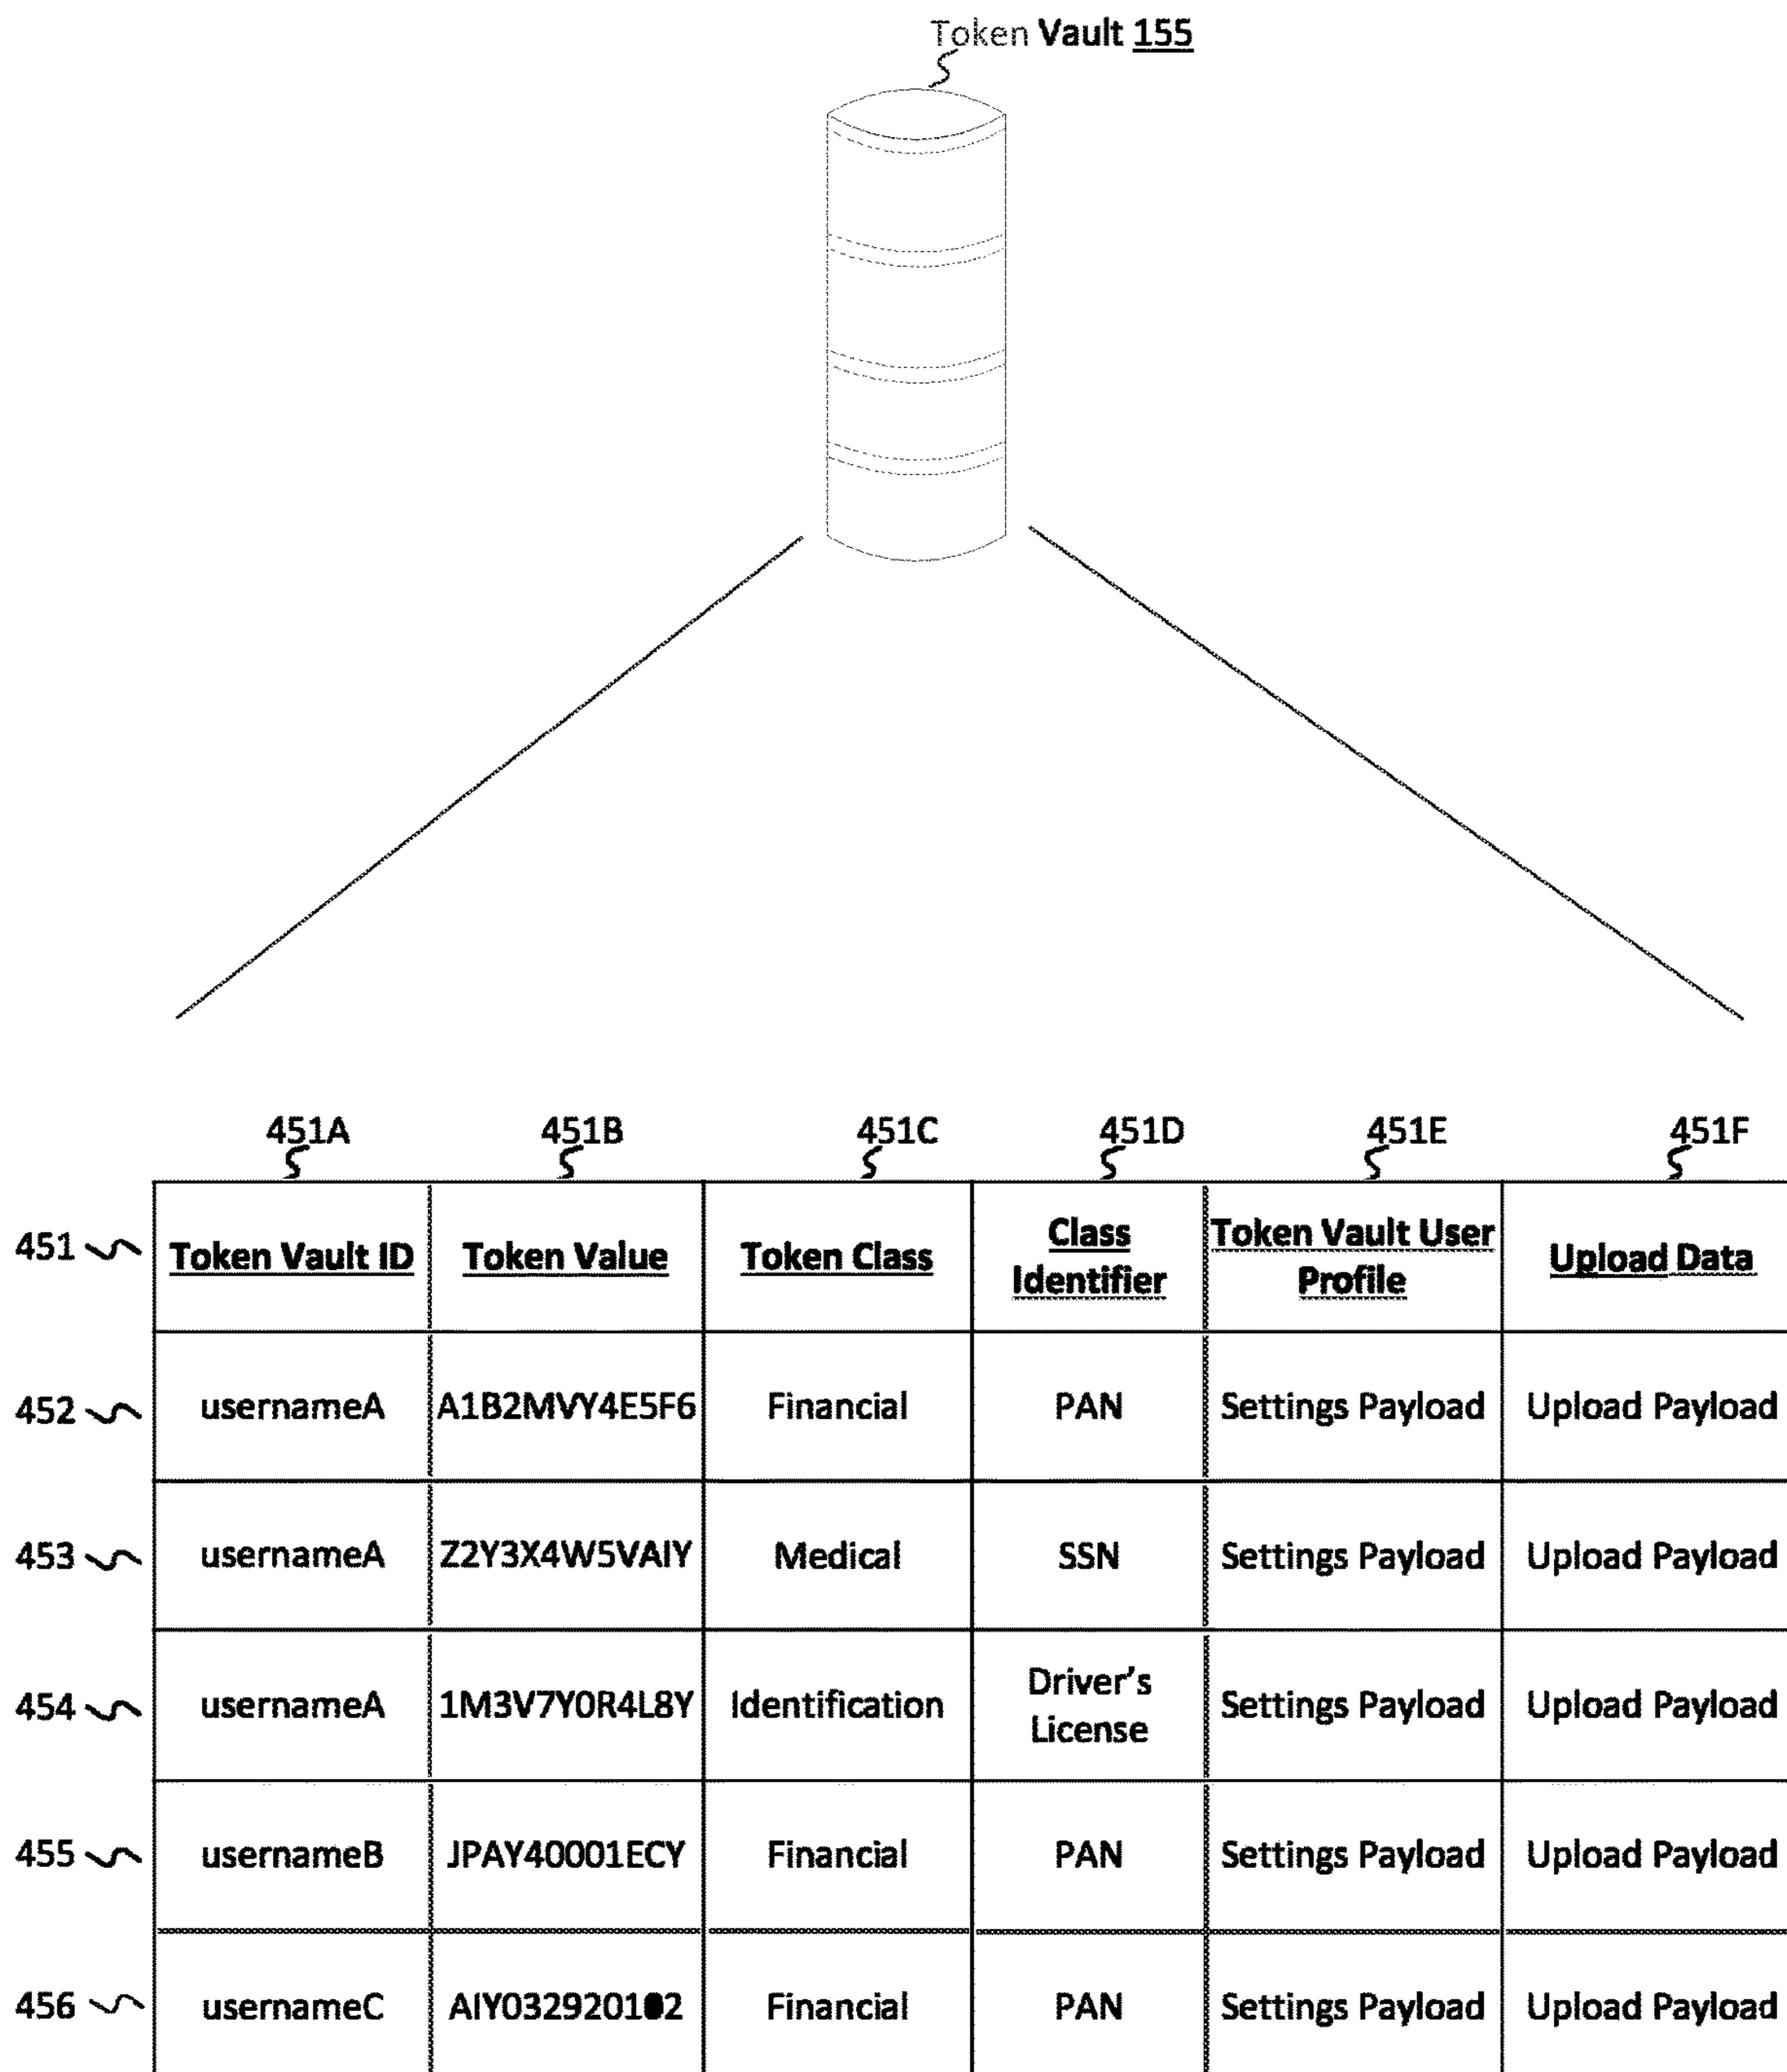 Token Vault 155
451A 451B 451C 451D 451E 451F
451 Token Vault ID Token Value Token Class Class Identifier Token Vault User Profile Upload Data
452 usernameA A1B2MVY4E5F6 Financial PAN Settings Payload Upload Payload
453 usernameA Z2Y3X4W5VAIY Medical SSN Settings Payload Upload Payload
454 usernameA 1M3V7Y0R4L8Y Identification Driver's License Settings Payload Upload Payload
455 usernameB JPAY40001ECY Financial PAN Settings Payload Upload Payload
456 usernameC Financial PAN Settings Payload Upload Payload